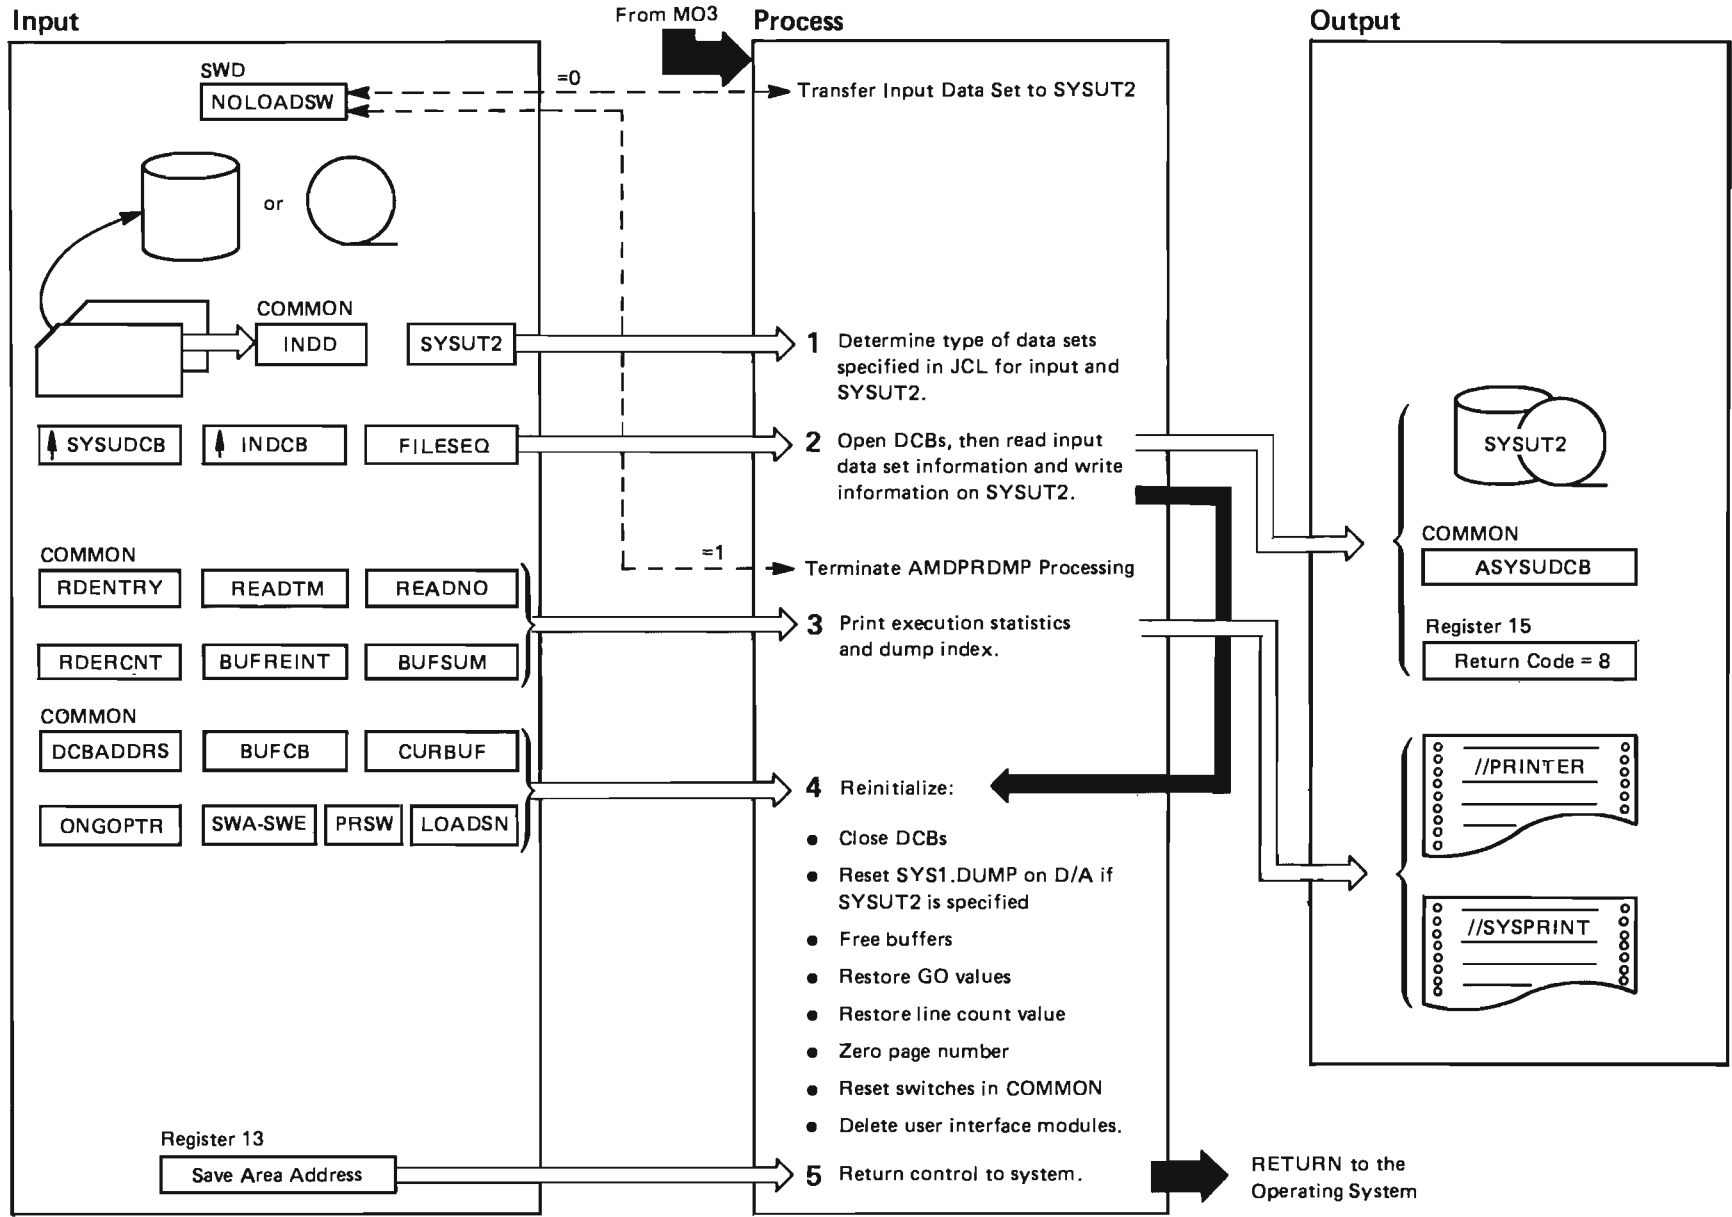 Input
From MO3
Process
Output
SWD
NOLOADSW
=0
Transfer Input Data Set to SYSUT2
or
COMMON
INDD
SYSUT2
1 Determine type of data sets
specified in JCL for input and
SYSUT2.
SYSUDCB
INDCB
FILESEQ
2 Open DCBs, then read input
data set information and write
information on SYSUT2.
SYSUT2
COMMON
ASYSUDCB
Register 15
Return Code = 8
=1
Terminate AMDPRDMP Processing
COMMON
RDENTRY
READTM
READNO
RDERCNT
BUFREINT
BUFSUM
3 Print execution statistics
and dump index.
COMMON
DCBADDRS
BUFCB
CURBUF
ONGOPTR
SWA-SWE
PRSW
LOADSN
4 Reinitialize:
• Close DCBs
• Reset SYS1.DUMP on D/A if
SYSUT2 is specified
• Free buffers
• Restore GO values
• Restore line count value
• Zero page number
• Reset switches in COMMON
• Delete user interface modules.
//PRINTER
//SYSPRINT
Register 13
Save Area Address
5 Return control to system.
RETURN to the
Operating System